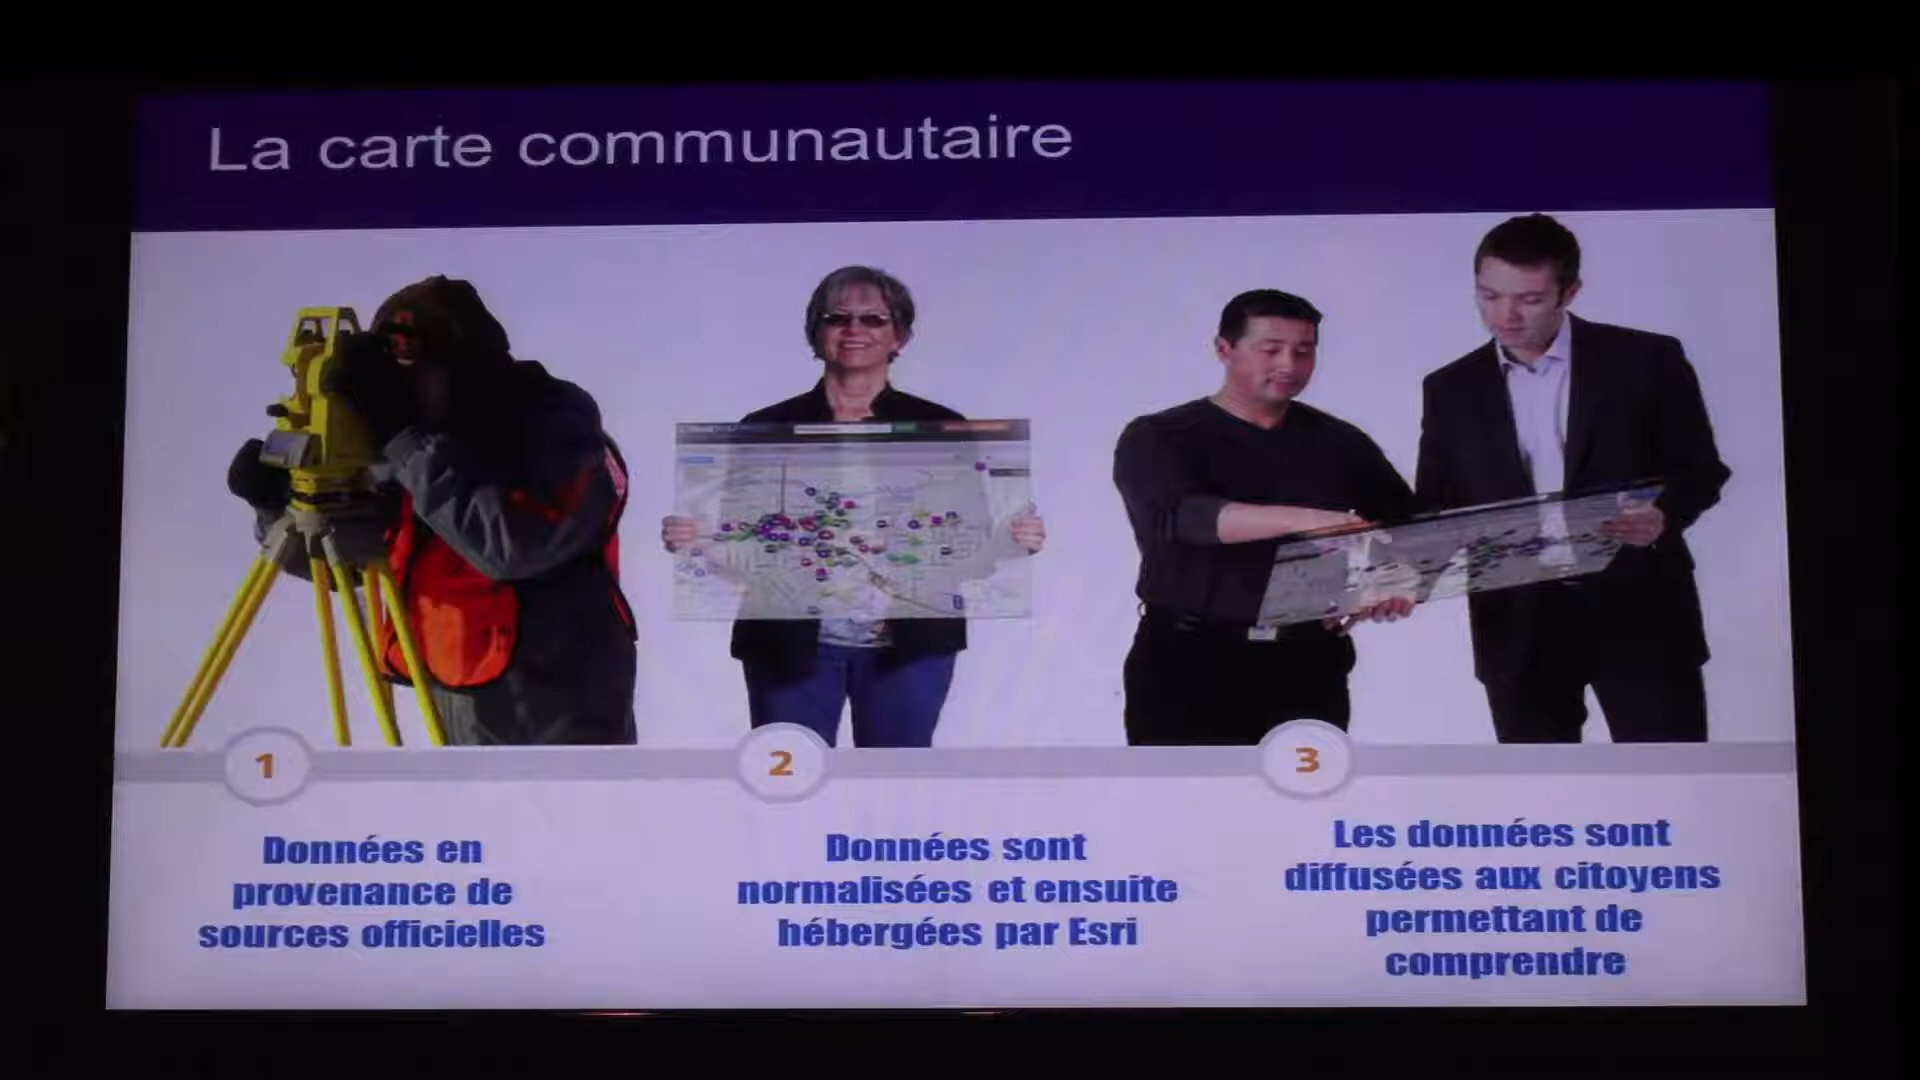 La carte communautaire
1
2
3
Données en
provenance de
sources officielles
Données sont
normalisées et ensuite
hébergées par Esri
Les données sont
diffusées aux citoyens
permettant de
comprendre